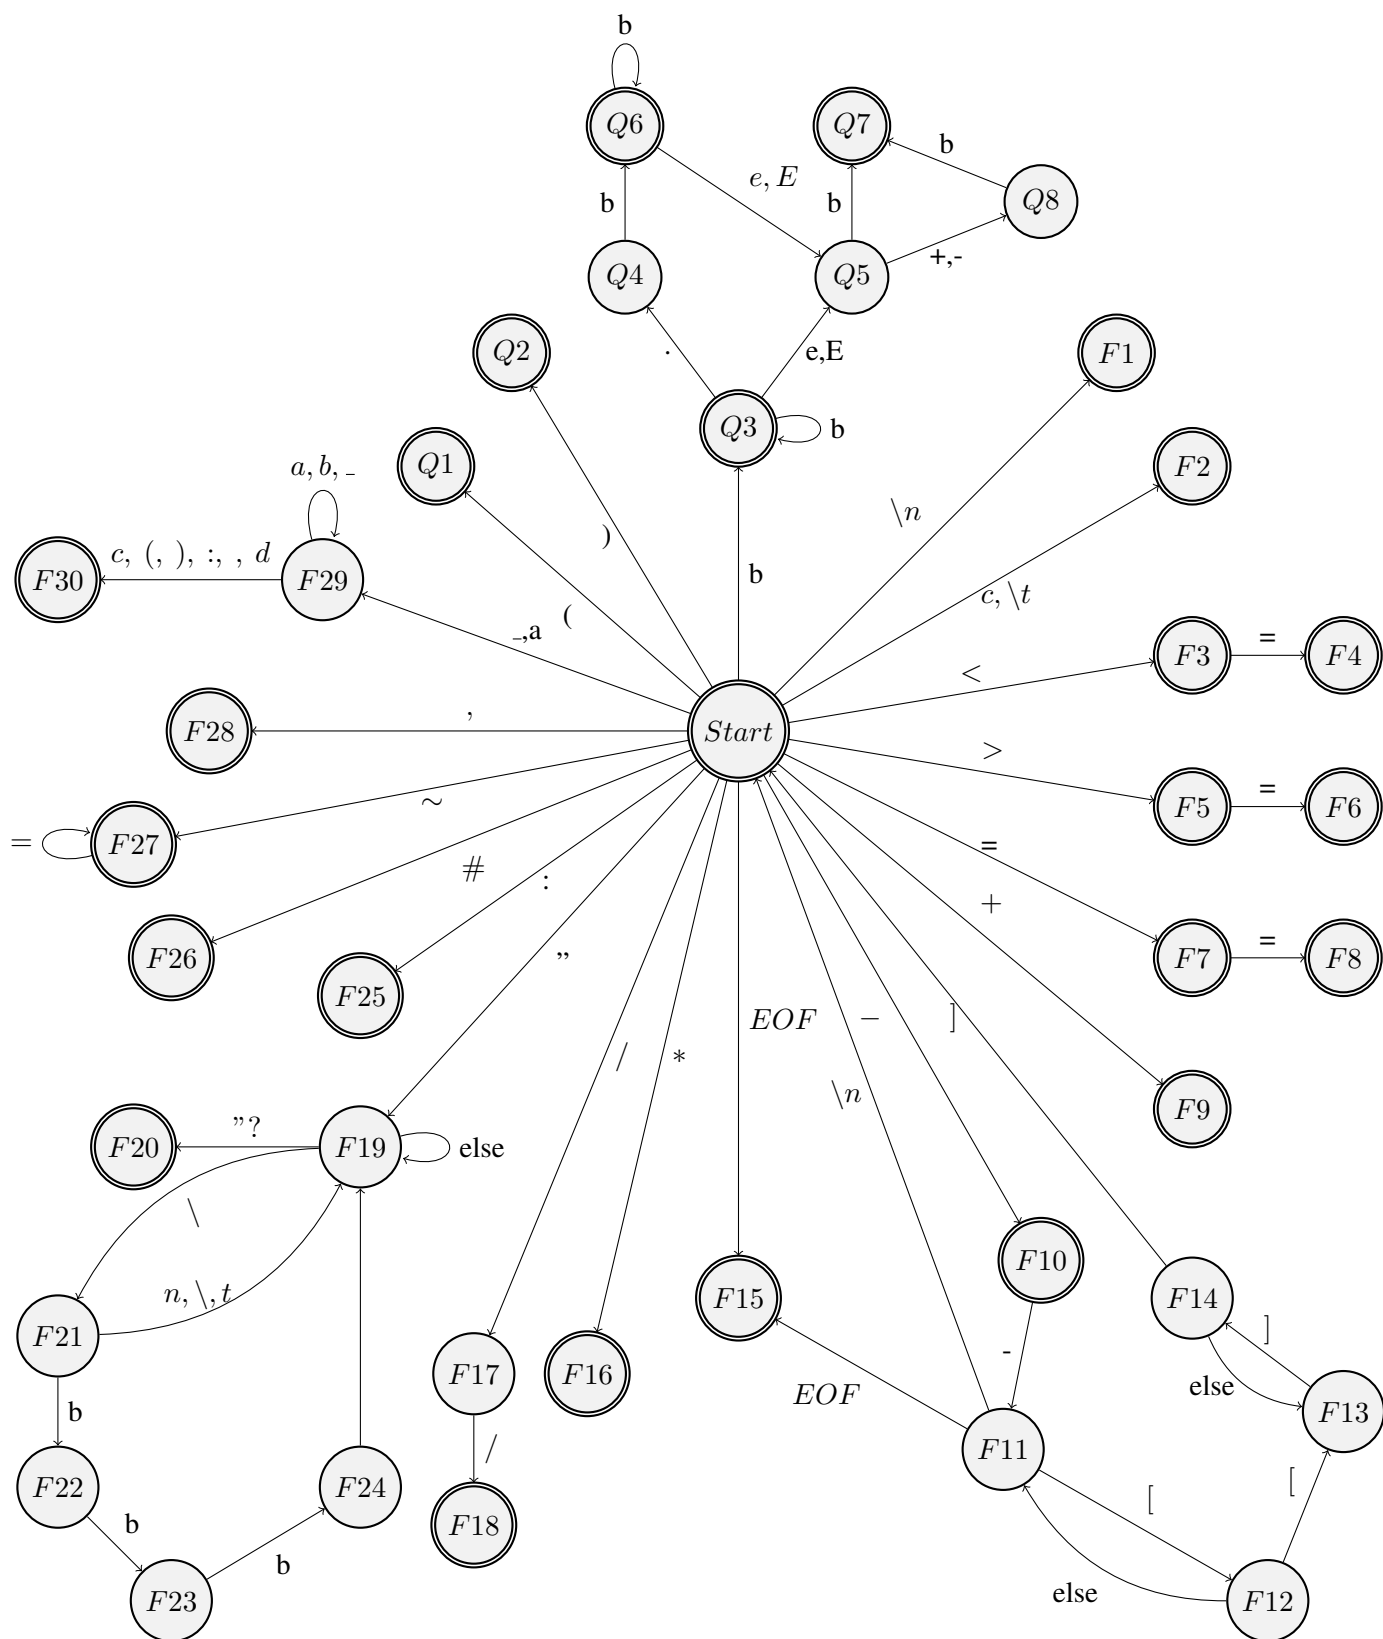 b
Q6
Q7
b
e, E
Q8
b
b
Q4
Q5
+,-
Q2
.
e,E
F1
Q3
b
Q1
F2
a, b, _
\n
c, (, ), :, , d
)
F30
F29
b
c, \t
_,a
(
<
F3
=
F4
,
F28
Start
>
F5
=
F6
∼
=
F27
=
#
:
+
F26
”
F7
=
F8
F25
EOF
−
]
/
*
\n
F9
”?
F20
F19
else
\
F10
n, \, t
F15
F14
F21
]
-
F17
F16
else
EOF
b
F13
F11
/
[
F22
F24
[
b
F18
b
else
F23
F12